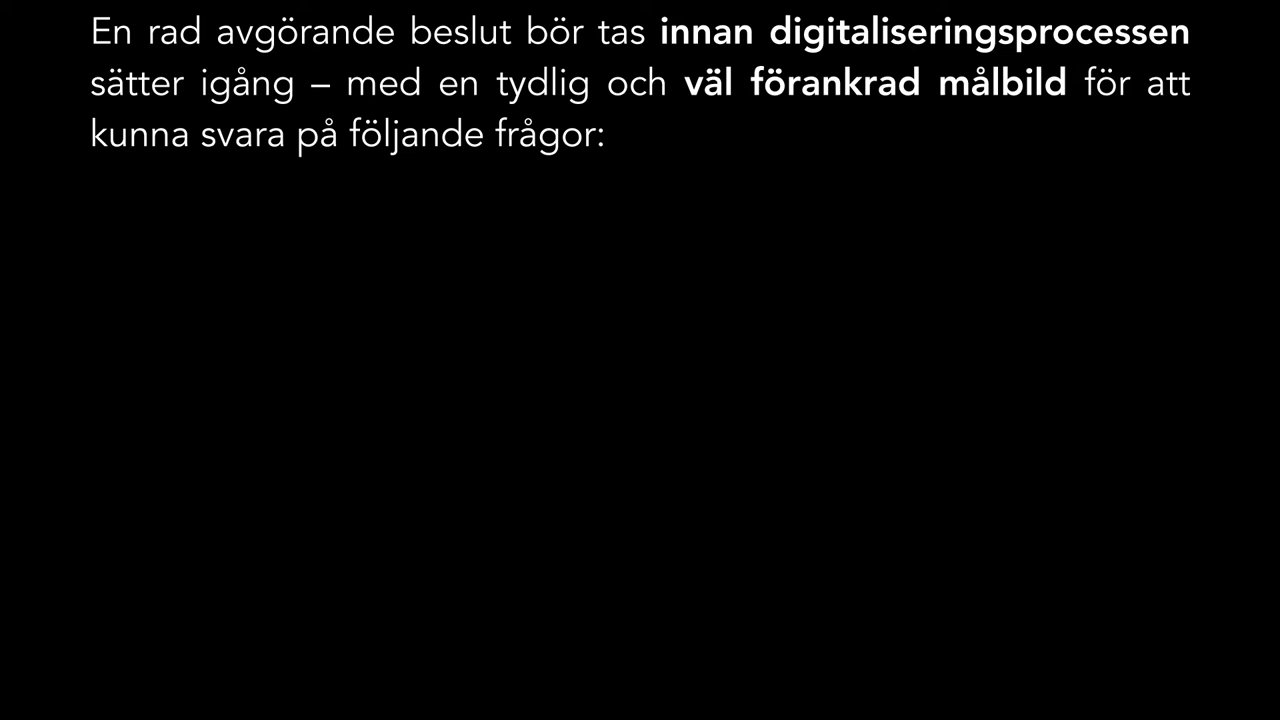 En rad avgörande beslut bör tas innan digitaliseringsprocessen
sätter igång – med en tydlig och väl förankrad målbild för att
kunna svara på följande frågor: